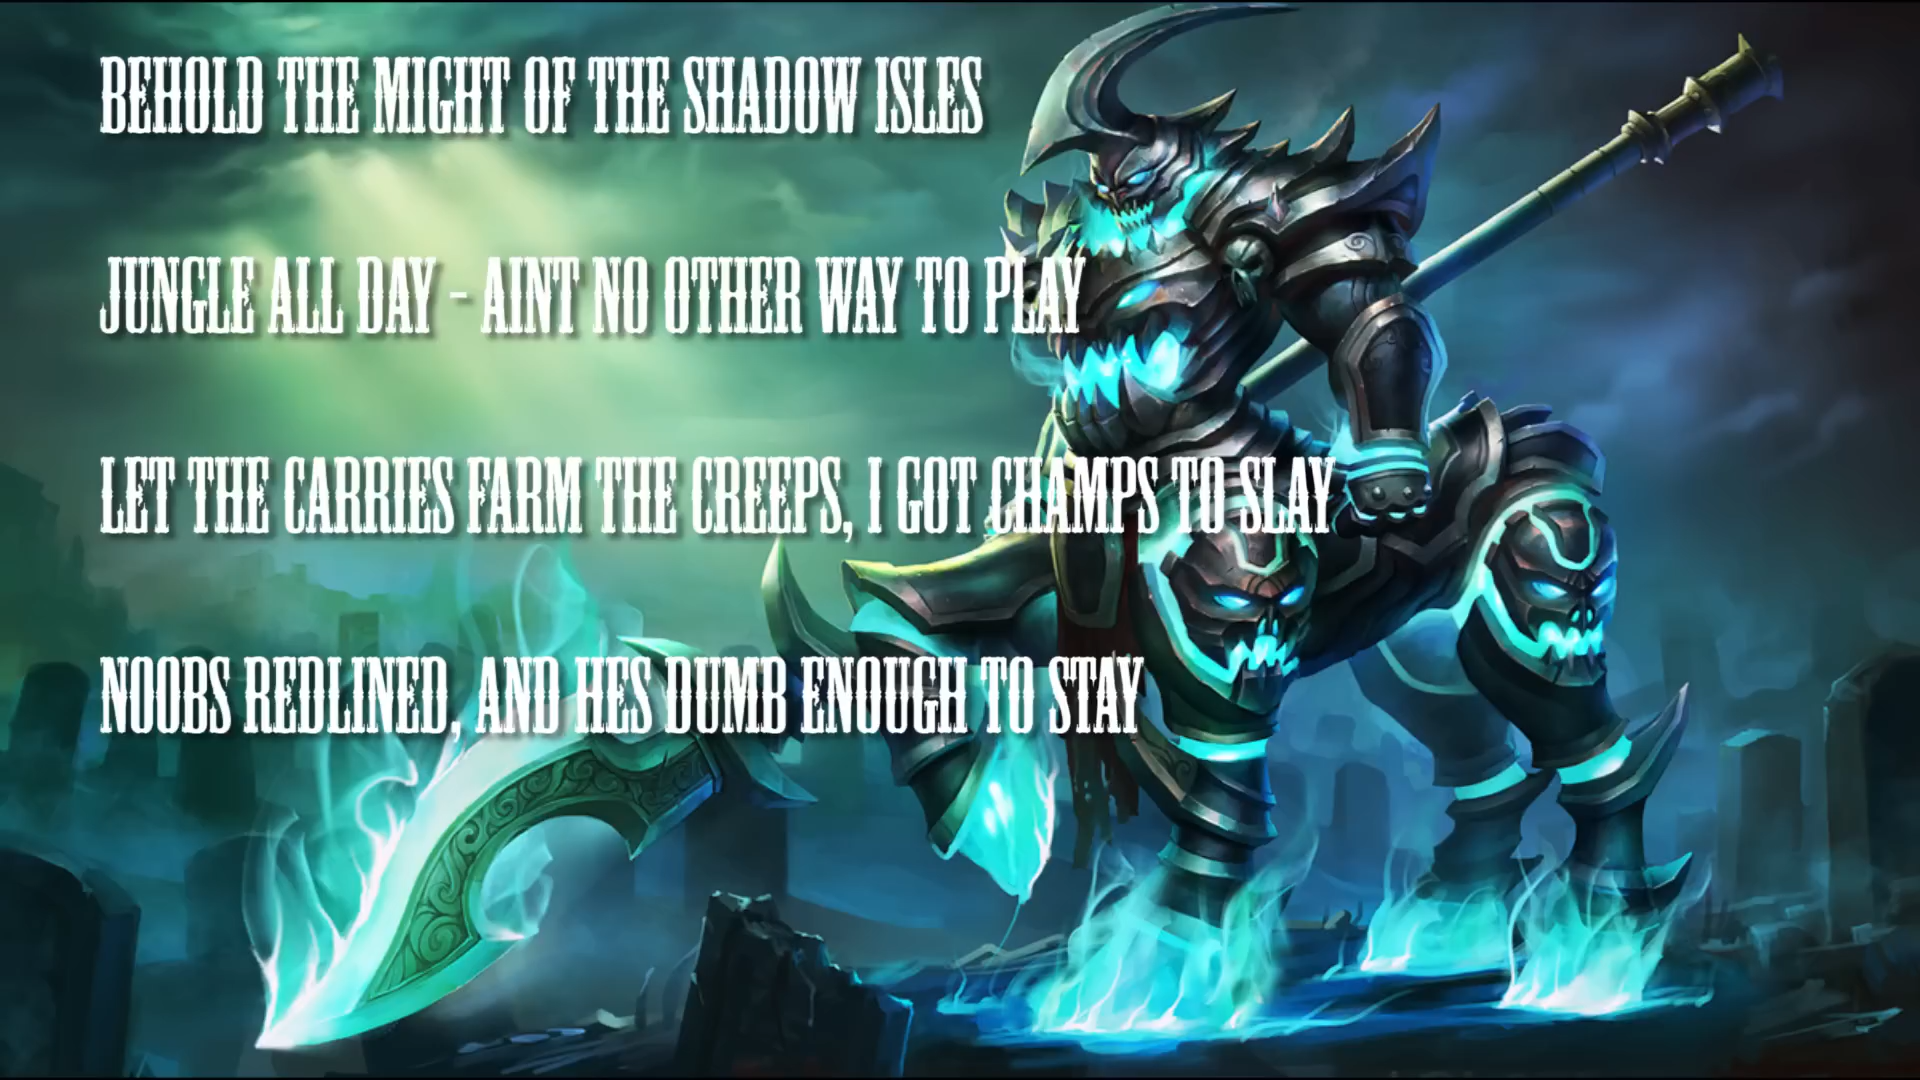 BEHOLD THE MIGHT OF THE SHADOW ISLES
JUNGLE ALL DAY - AINT NO OTHER WAY TO PLAY
LET THE CARRIES FARM THE CREEPS, I GOT CHAMPS TO SLAY
NOOBS REDLINED, AND HES DUMB ENOUGH TO STAY